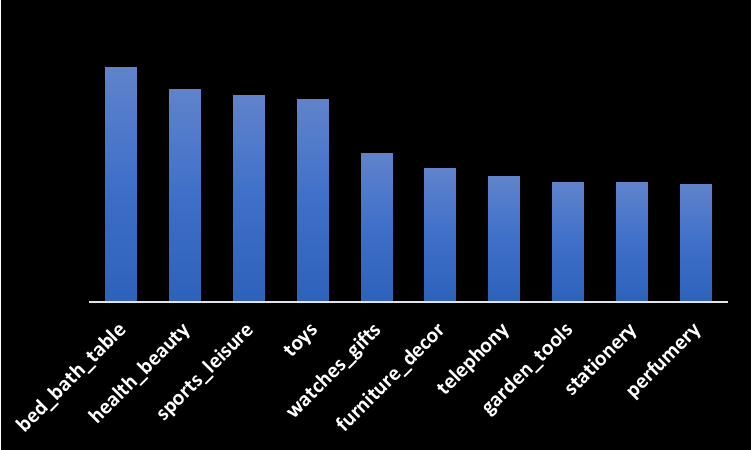 bed_bath_table
health_beauty
sports_leisure
toys
watches_gifts
furniture_decor
telephony
garden_tools
stationery
perfumery